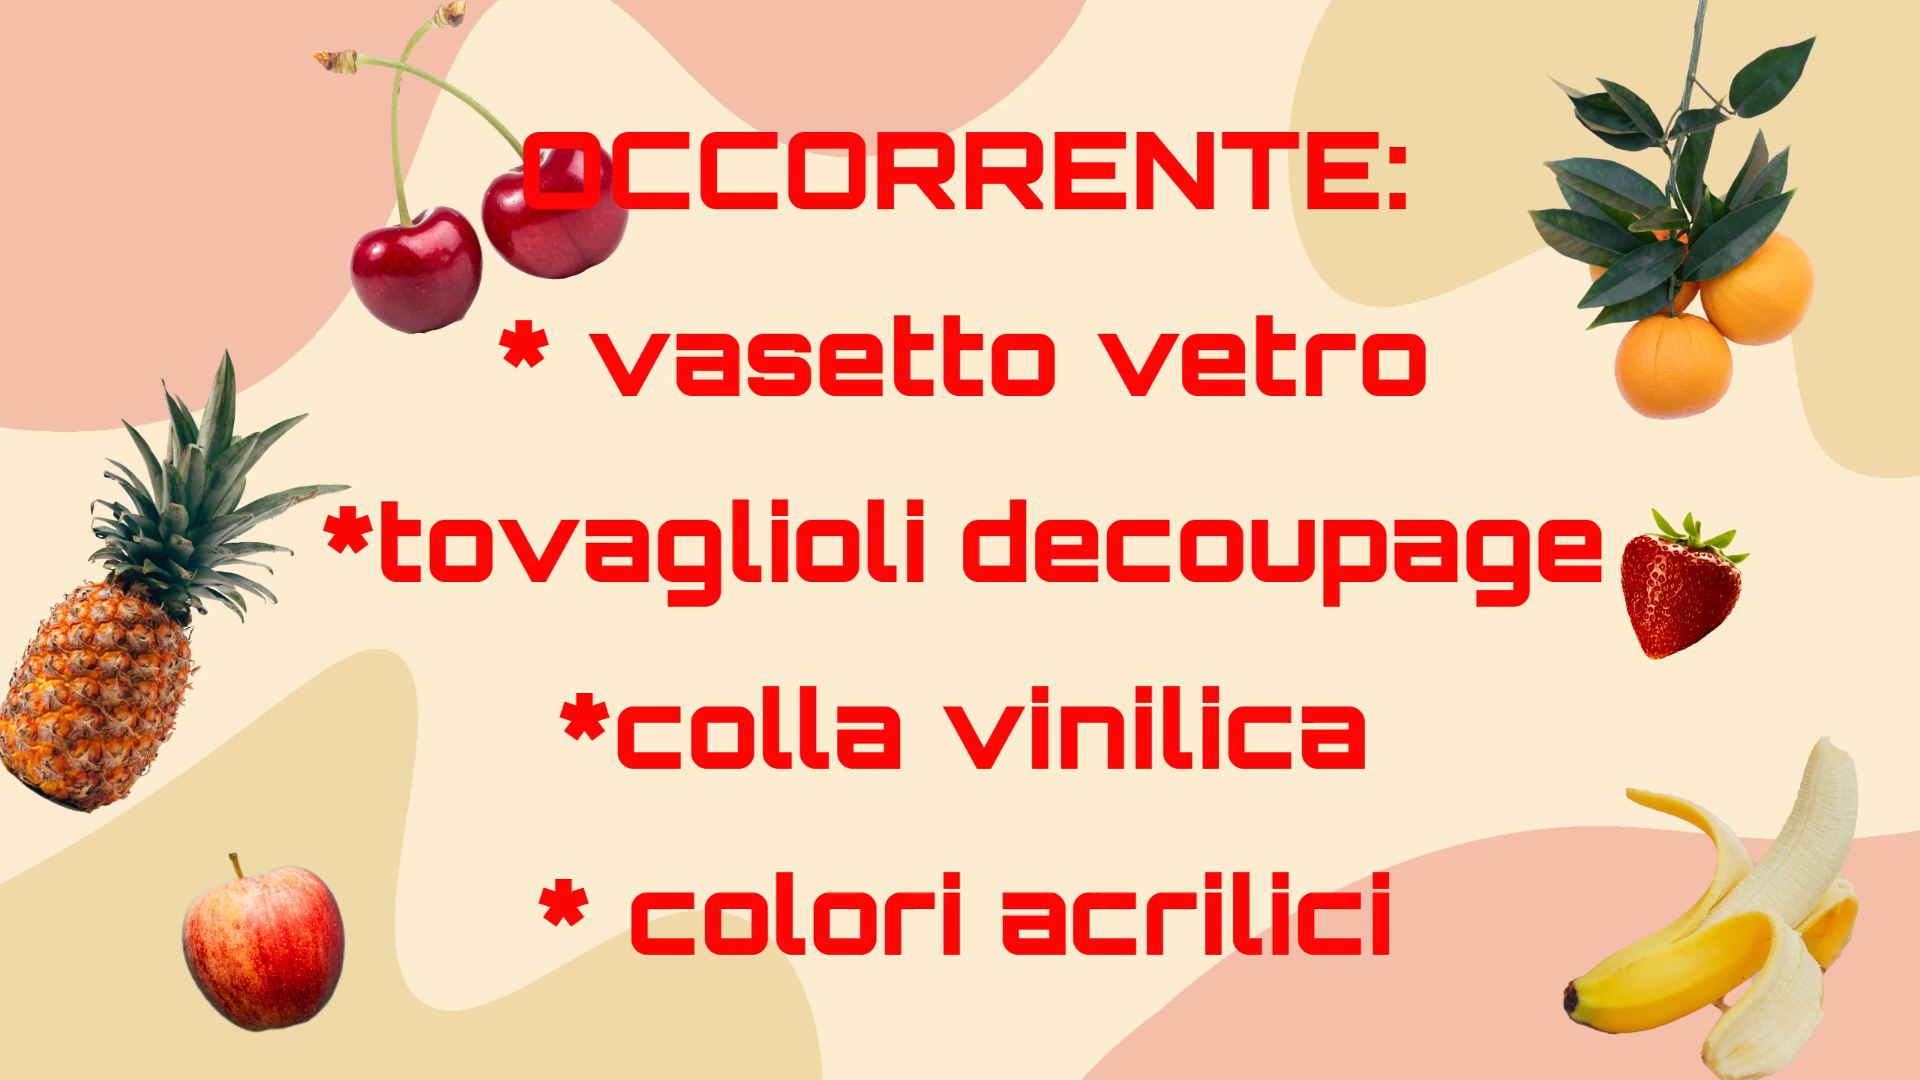 OCCORRENTE:
* vasetto vetro
*tovaglioli decoupage
*colla vinilica
* colori acrilici